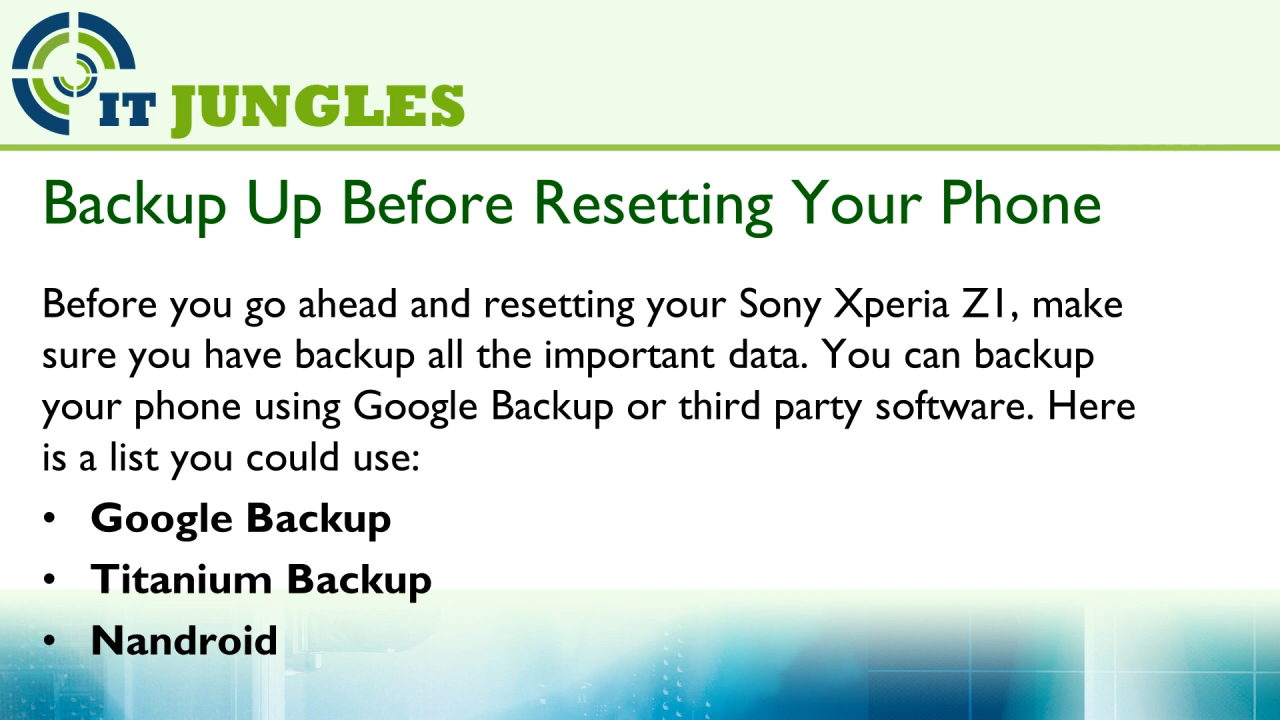 IT JUNGLES
Backup Up Before Resetting Your Phone
Before you go ahead and resetting your Sony Xperia Z1, make
sure you have backup all the important data. You can backup
your phone using Google Backup or third party software. Here
is a list you could use:
• Google Backup
• Titanium Backup
• Nandroid